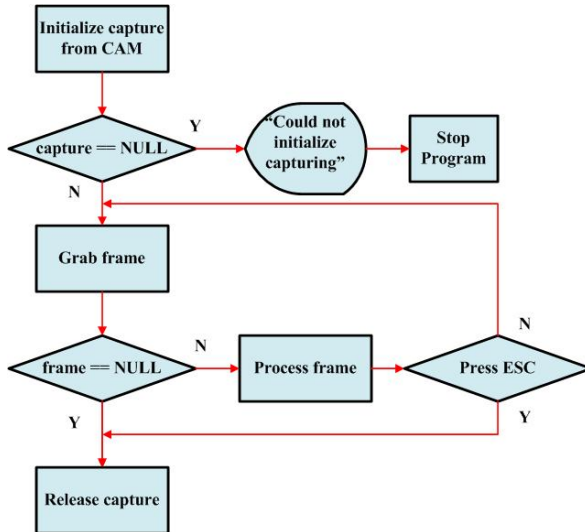 Initialize capture
from CAM
capture == NULL
Y
“Could not
initialize
capturing”
Stop
Program
N
Grab frame
frame == NULL
N
Process frame
Press ESC
N
Y
Y
Release capture